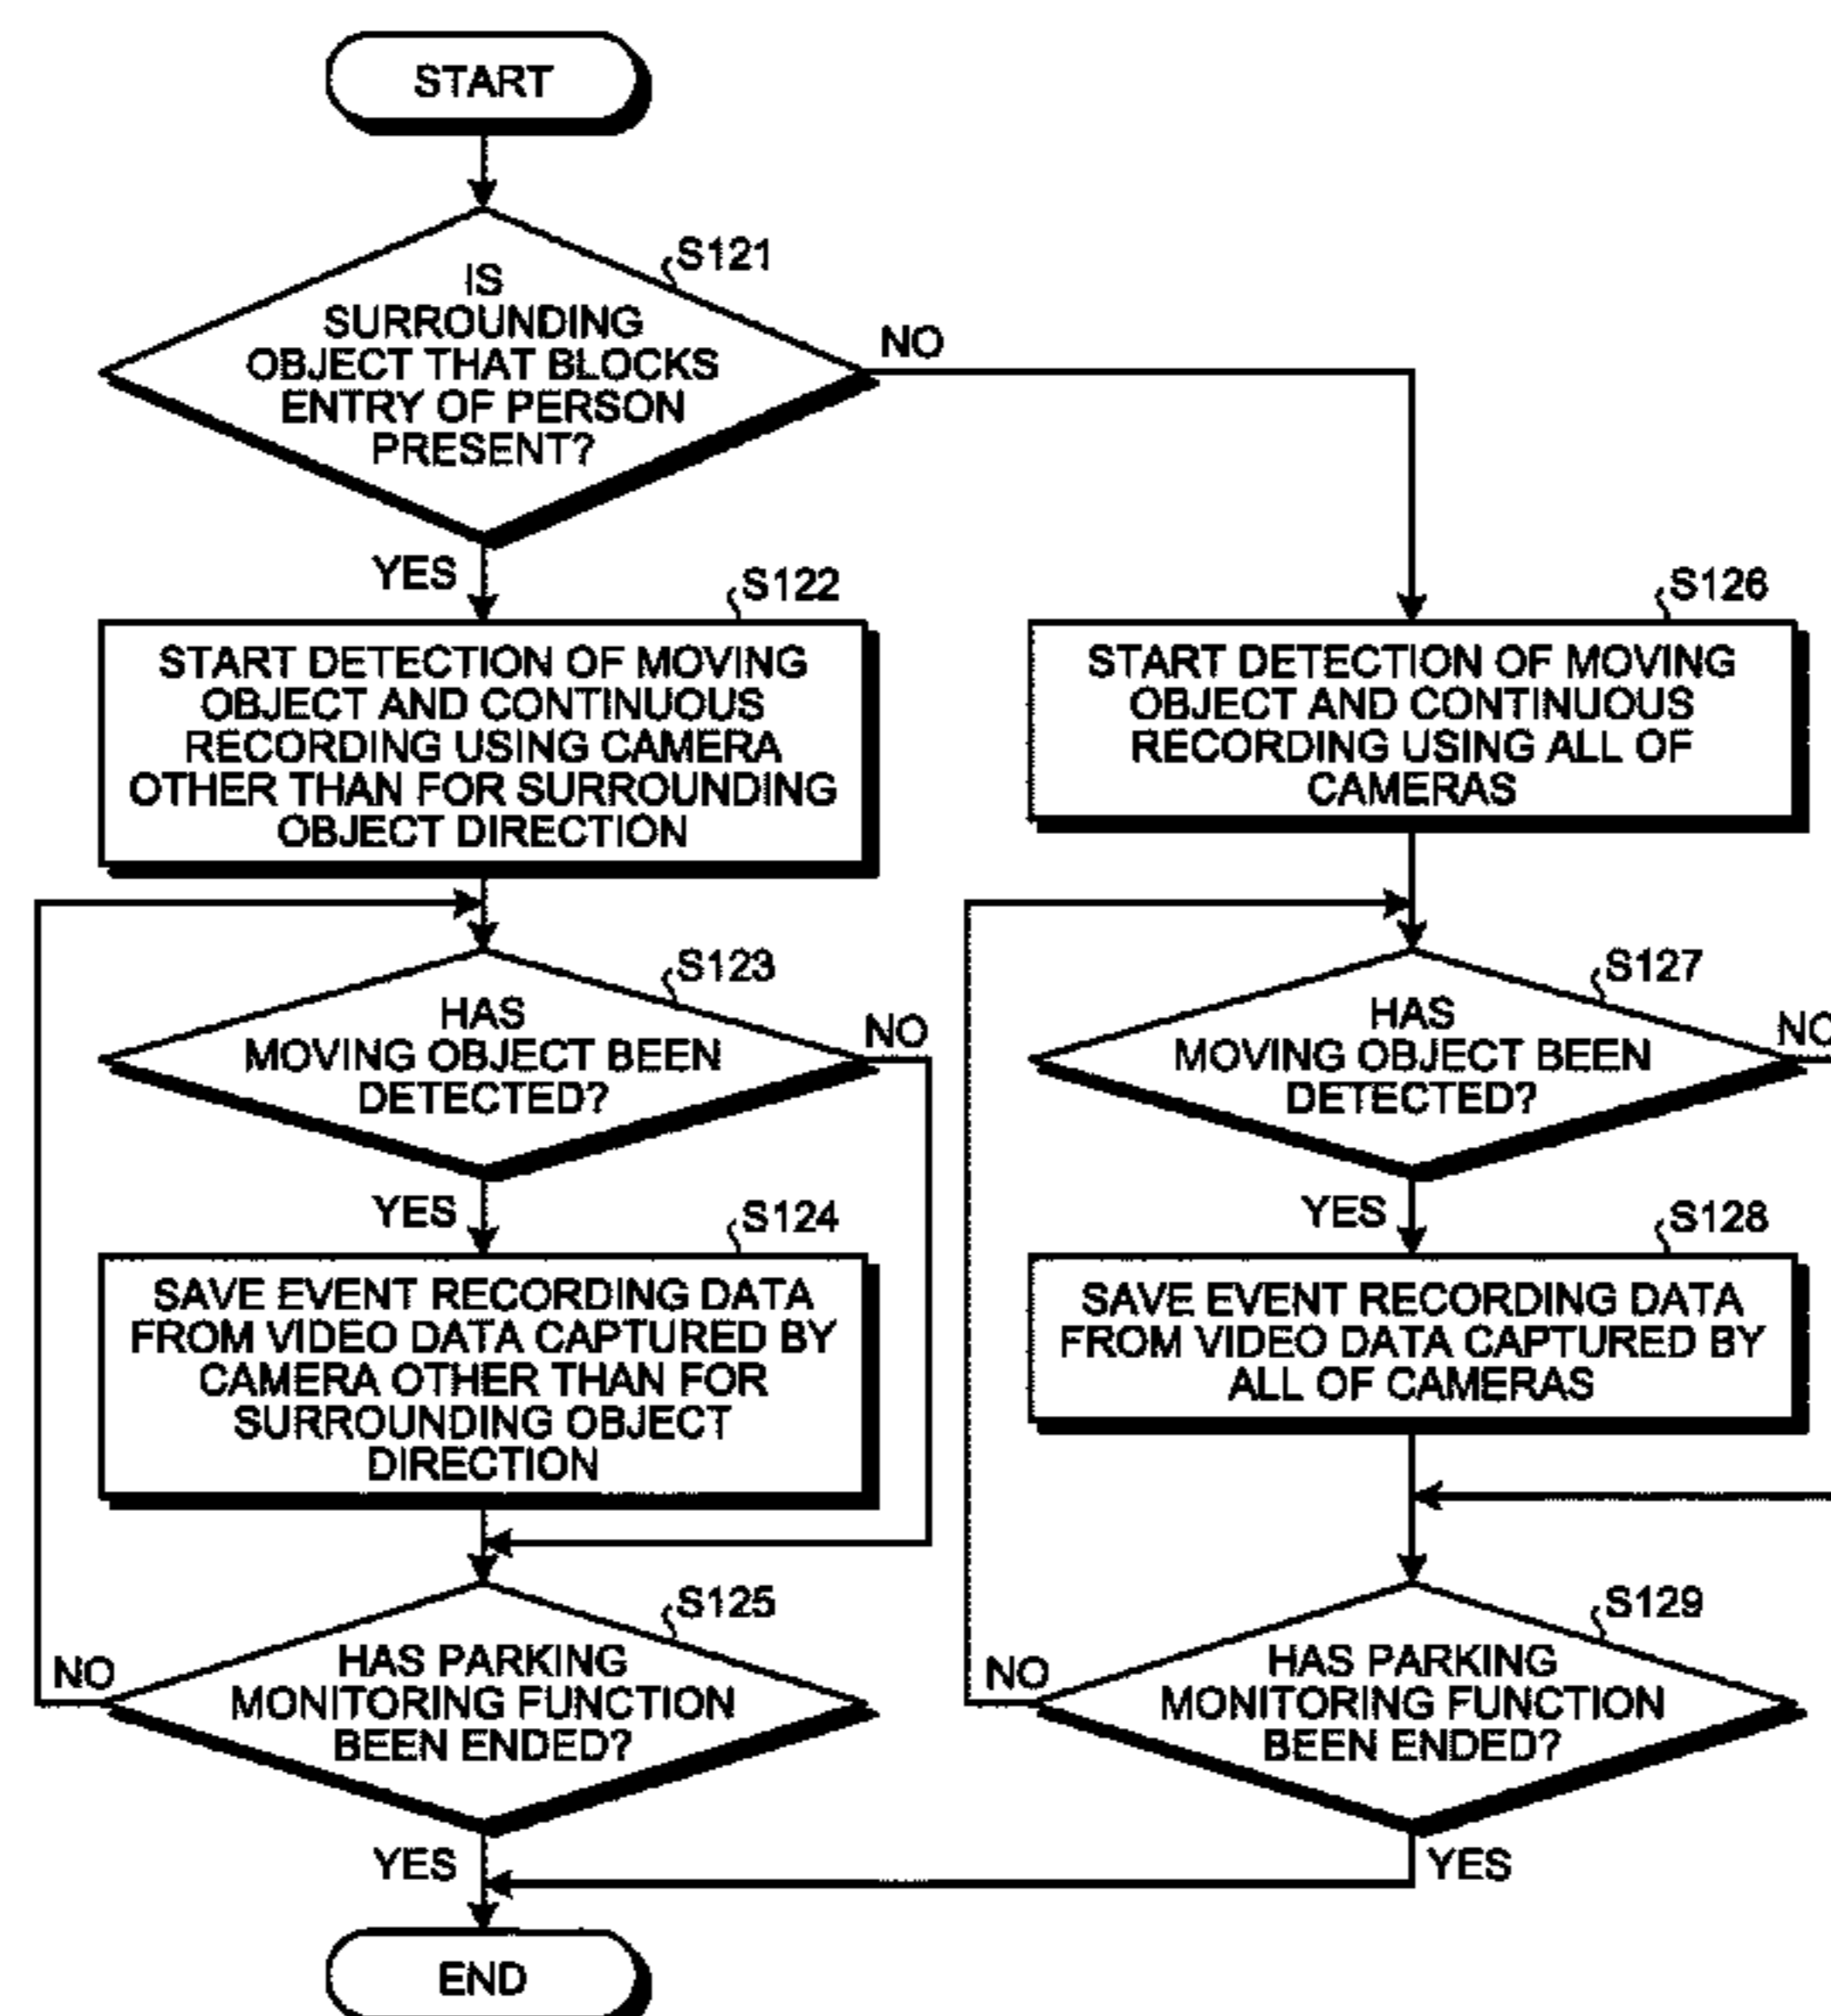 START
S121
IS
SURROUNDING
OBJECT THAT BLOCKS
ENTRY OF PERSON
PRESENT?
NO
YES
S122
START DETECTION OF MOVING
OBJECT AND CONTINUOUS
RECORDING USING CAMERA
OTHER THAN FOR SURROUNDING
OBJECT DIRECTION
S123
HAS
MOVING OBJECT BEEN
DETECTED?
NO
YES
S124
SAVE EVENT RECORDING DATA
FROM VIDEO DATA CAPTURED BY
CAMERA OTHER THAN FOR
SURROUNDING OBJECT
DIRECTION
S125
HAS PARKING
MONITORING FUNCTION
BEEN ENDED?
NO
YES
S126
START DETECTION OF MOVING
OBJECT AND CONTINUOUS
RECORDING USING ALL OF
CAMERAS
S127
HAS
MOVING OBJECT BEEN
DETECTED?
NO
YES
S128
SAVE EVENT RECORDING DATA
FROM VIDEO DATA CAPTURED BY
ALL OF CAMERAS
S129
HAS PARKING
MONITORING FUNCTION
BEEN ENDED?
NO
YES
END